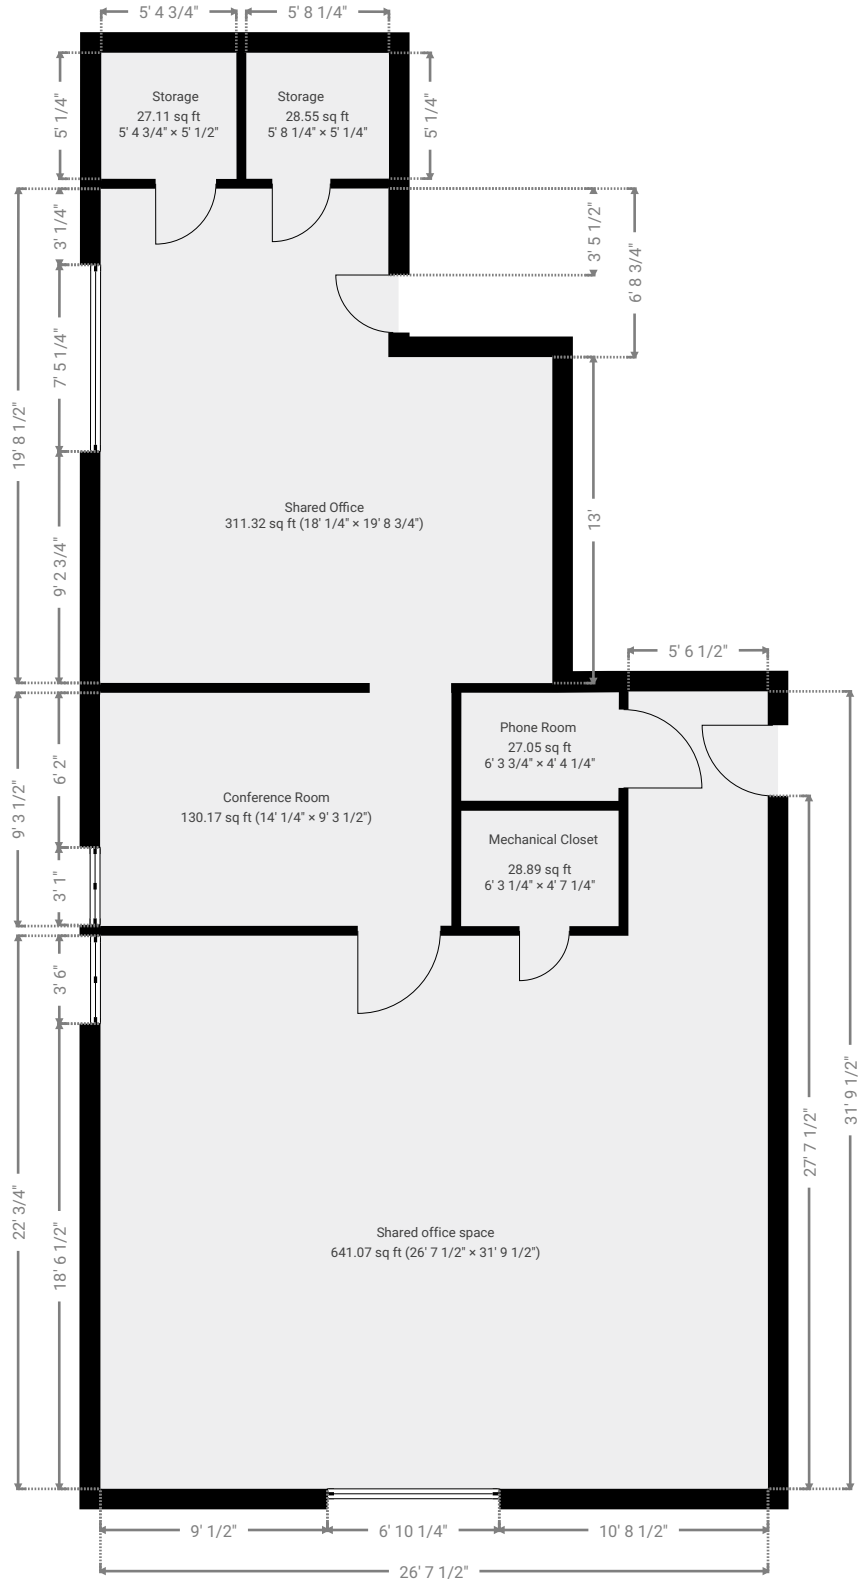 5' 4 3/4"
5' 8 1/4"
5' 1/4"
Storage
27.11 sq ft
5' 4 3/4" × 5' 1/2"
Storage
28.55 sq ft
5' 8 1/4" × 5' 1/4"
5' 1/4"
3' 1/4"
3' 5 1/2"
6' 8 3/4"
7' 5 1/4"
19' 8 1/2"
Shared Office
311.32 sq ft (18' 1/4" × 19' 8 3/4")
13'
9' 2 3/4"
5' 6 1/2"
6' 2"
Phone Room
27.05 sq ft
6' 3 3/4" × 4' 4 1/4"
9' 3 1/2"
Conference Room
130.17 sq ft (14' 1/4" × 9' 3 1/2")
Mechanical Closet
28.89 sq ft
6' 3 1/4" × 4' 7 1/4"
3' 1"
3' 6"
31' 9 1/2"
27' 7 1/2"
22' 3/4"
18' 6 1/2"
Shared office space
641.07 sq ft (26' 7 1/2" × 31' 9 1/2")
9' 1/2"
6' 10 1/4"
10' 8 1/2"
26' 7 1/2"